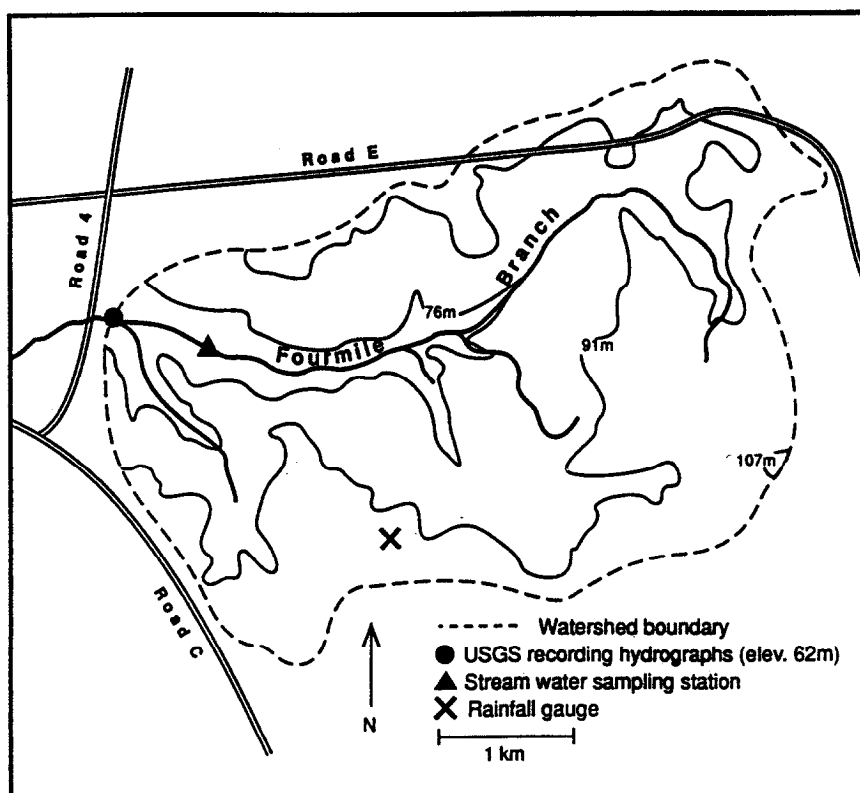 Road E
Road 4
Branch
76m
Fourmile
91m
107m
Road C
Watershed boundary
USGS recording hydrographs (elev. 62m)
Stream water sampling station
Rainfall gauge
N
1 km